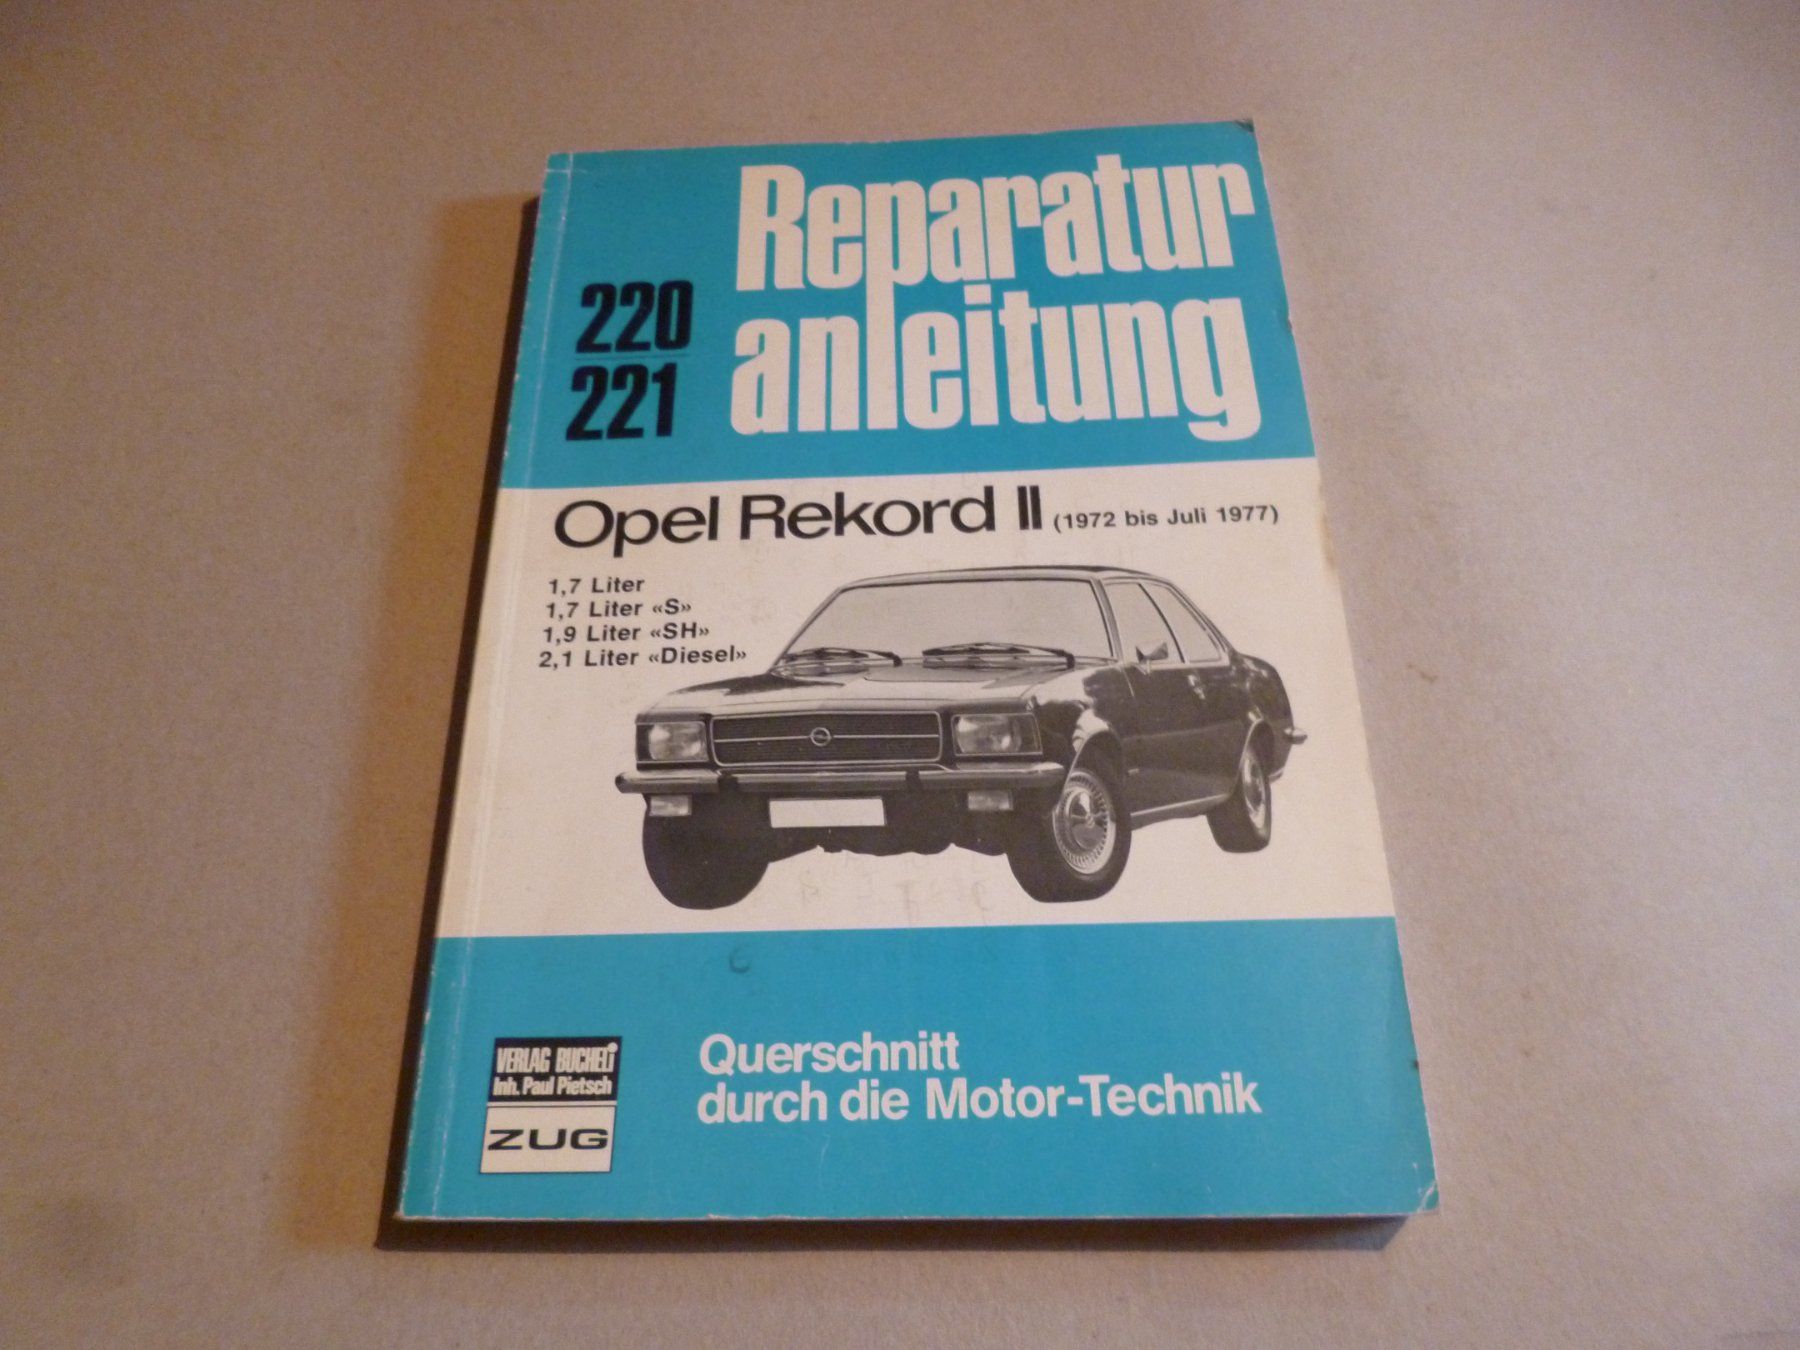 Reparatur
anleitung
220
221
Opel Rekord II (1972 bis Juli 1977)
1,7 Liter
1,7 Liter «S»
1,9 Liter «SH»
2,1 Liter «Diesel»
Querschnitt
durch die Motor-Technik
VERLAG BUCHELI
Inh. Paul Pietsch
ZUG